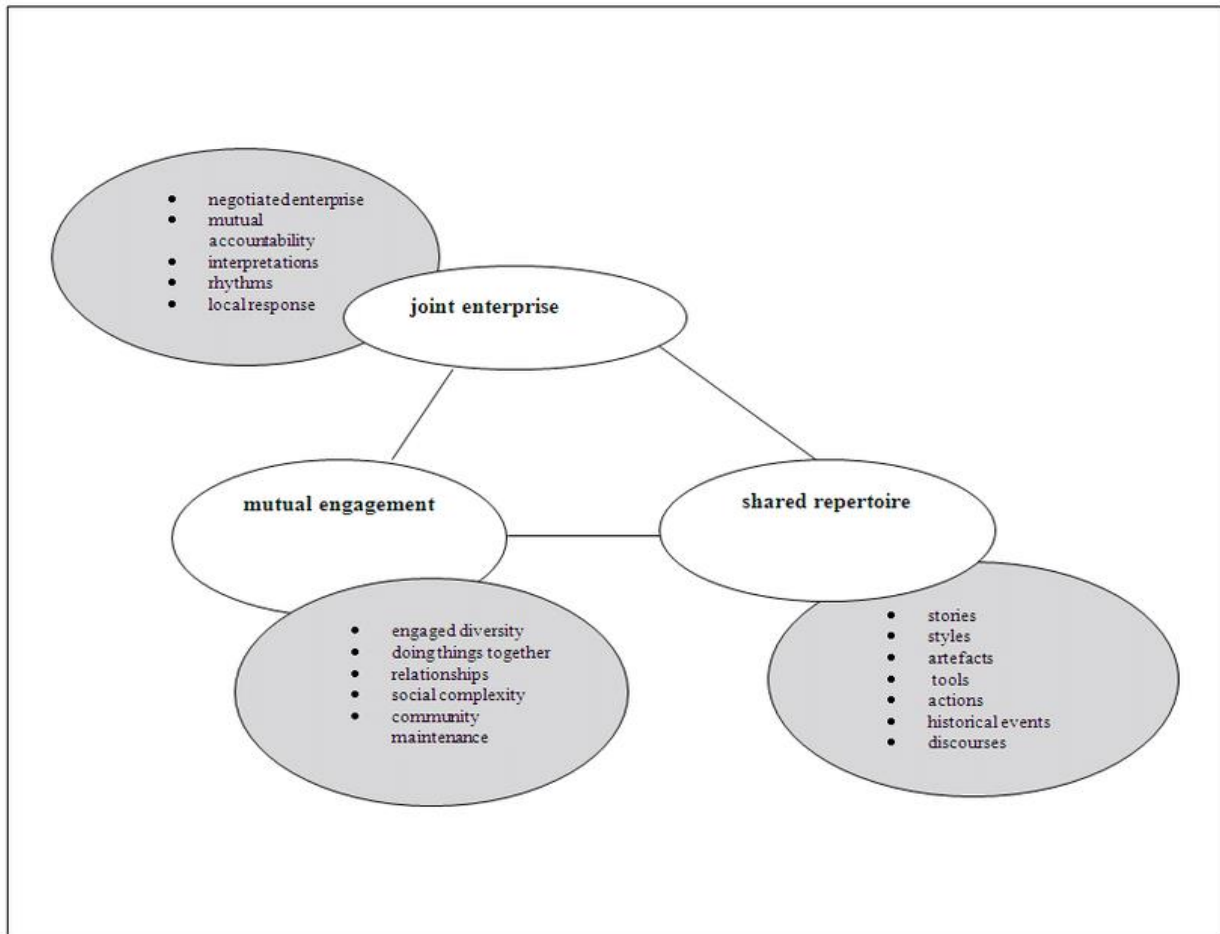 • negotiated enterprise
• mutual
accountability
• interpretations
• rhythms
• local response
joint enterprise
mutual engagement
shared repertoire
• engaged diversity
• doing things together
• relationships
• social complexity
• community
maintenance
• stories
• styles
• artefacts
• tools
• actions
• historical events
• discourses